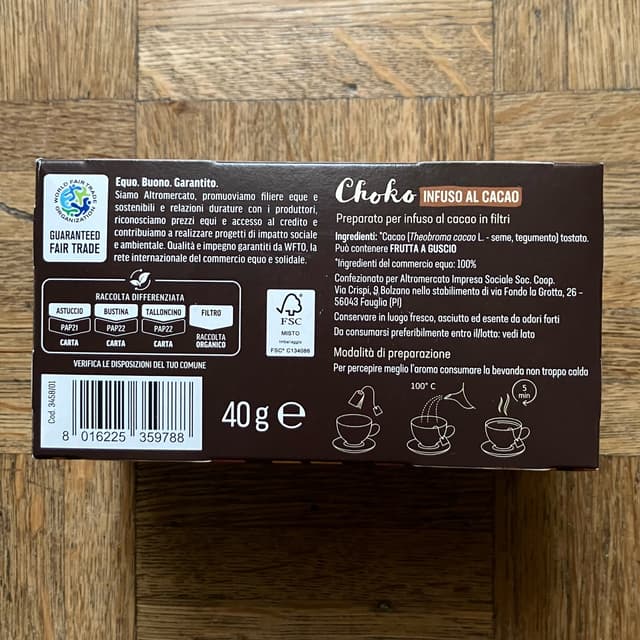 WORLD FAIR TRADE
ORGANIZATION
GUARANTEED
FAIR TRADE
Equo. Buono. Garantito.
Siamo Altromercato, promuoviamo filiere eque e
sostenibili e relazioni durature con i produttori,
riconosciamo prezzi equi e accesso al credito e
contribuiamo a realizzare progetti di impatto sociale
e ambientale. Qualità e impegno garantiti da WFTO, la
rete internazionale del commercio equo e solidale.
RACCOLTA DIFFERENZIATA
ASTUCCIO BUSTINA TALLONCINO FILTRO
PAP21 PAP22 PAP22
CARTA CARTA CARTA
RACCOLTA
ORGANICO
VERIFICA LE DISPOSIZIONI DEL TUO COMUNE
FSC
MISTO
Imballaggio
FSC® C134086
Cod. 3458/01
8 016225 359788
40 g e
Choko INFUSO AL CACAO
Preparato per infuso al cacao in filtri
Ingredienti: °Cacao (Theobroma cacao L. - seme, tegumento) tostato.
Può contenere FRUTTA A GUSCIO
°Ingredienti del commercio equo: 100%
Confezionato per Altromercato Impresa Sociale Soc. Coop.
Via Crispi, 9 Bolzano nello stabilimento di via Fondo la Grotta, 26 -
56043 Fauglia (PI)
Conservare in luogo fresco, asciutto ed esente da odori forti
Da consumarsi preferibilmente entro il/lotto: vedi lato
Modalità di preparazione
Per percepire meglio l'aroma consumare la bevanda non troppo calda
100° C
5
min